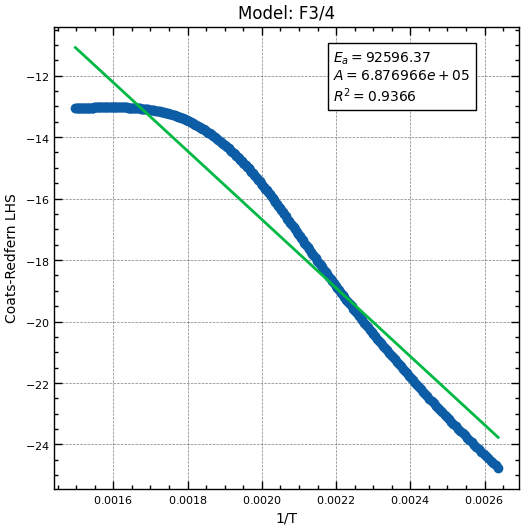 Model: F3/4
E_a = 92596.37
A = 6.876966e + 05
R² = 0.9366
−12
−14
−16
−18
−20
−22
−24
Coats-Redfern LHS
0.0016 0.0018 0.0020 0.0022 0.0024 0.0026
1/T